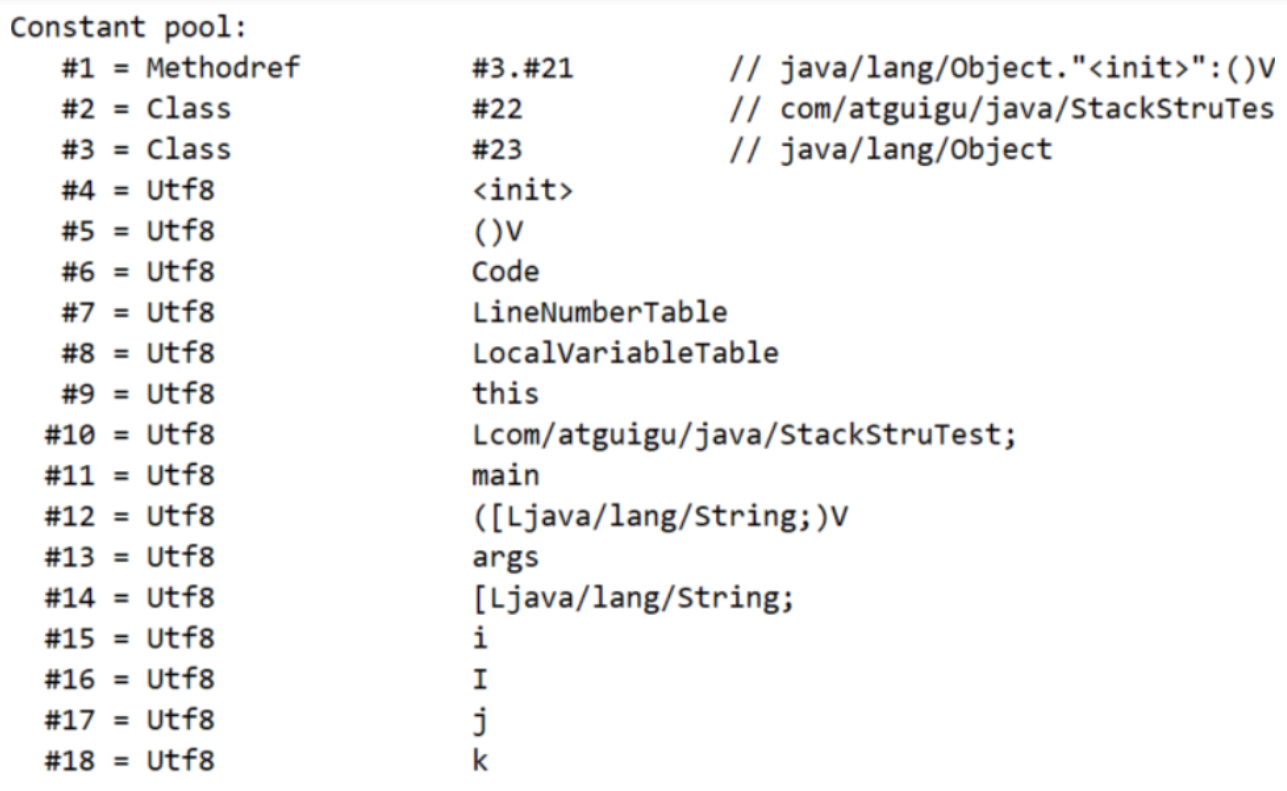 Constant pool:
#1 = Methodref #3.#21 // java/lang/Object."<init>":()V
#2 = Class #22 // com/atguigu/java/StackStruTes
#3 = Class #23 // java/lang/Object
#4 = Utf8 <init>
#5 = Utf8 ()V
#6 = Utf8 Code
#7 = Utf8 LineNumberTable
#8 = Utf8 LocalVariableTable
#9 = Utf8 this
#10 = Utf8 Lcom/atguigu/java/StackStruTest;
#11 = Utf8 main
#12 = Utf8 ([Ljava/lang/String;)V
#13 = Utf8 args
#14 = Utf8 [Ljava/lang/String;
#15 = Utf8 i
#16 = Utf8 I
#17 = Utf8 j
#18 = Utf8 k